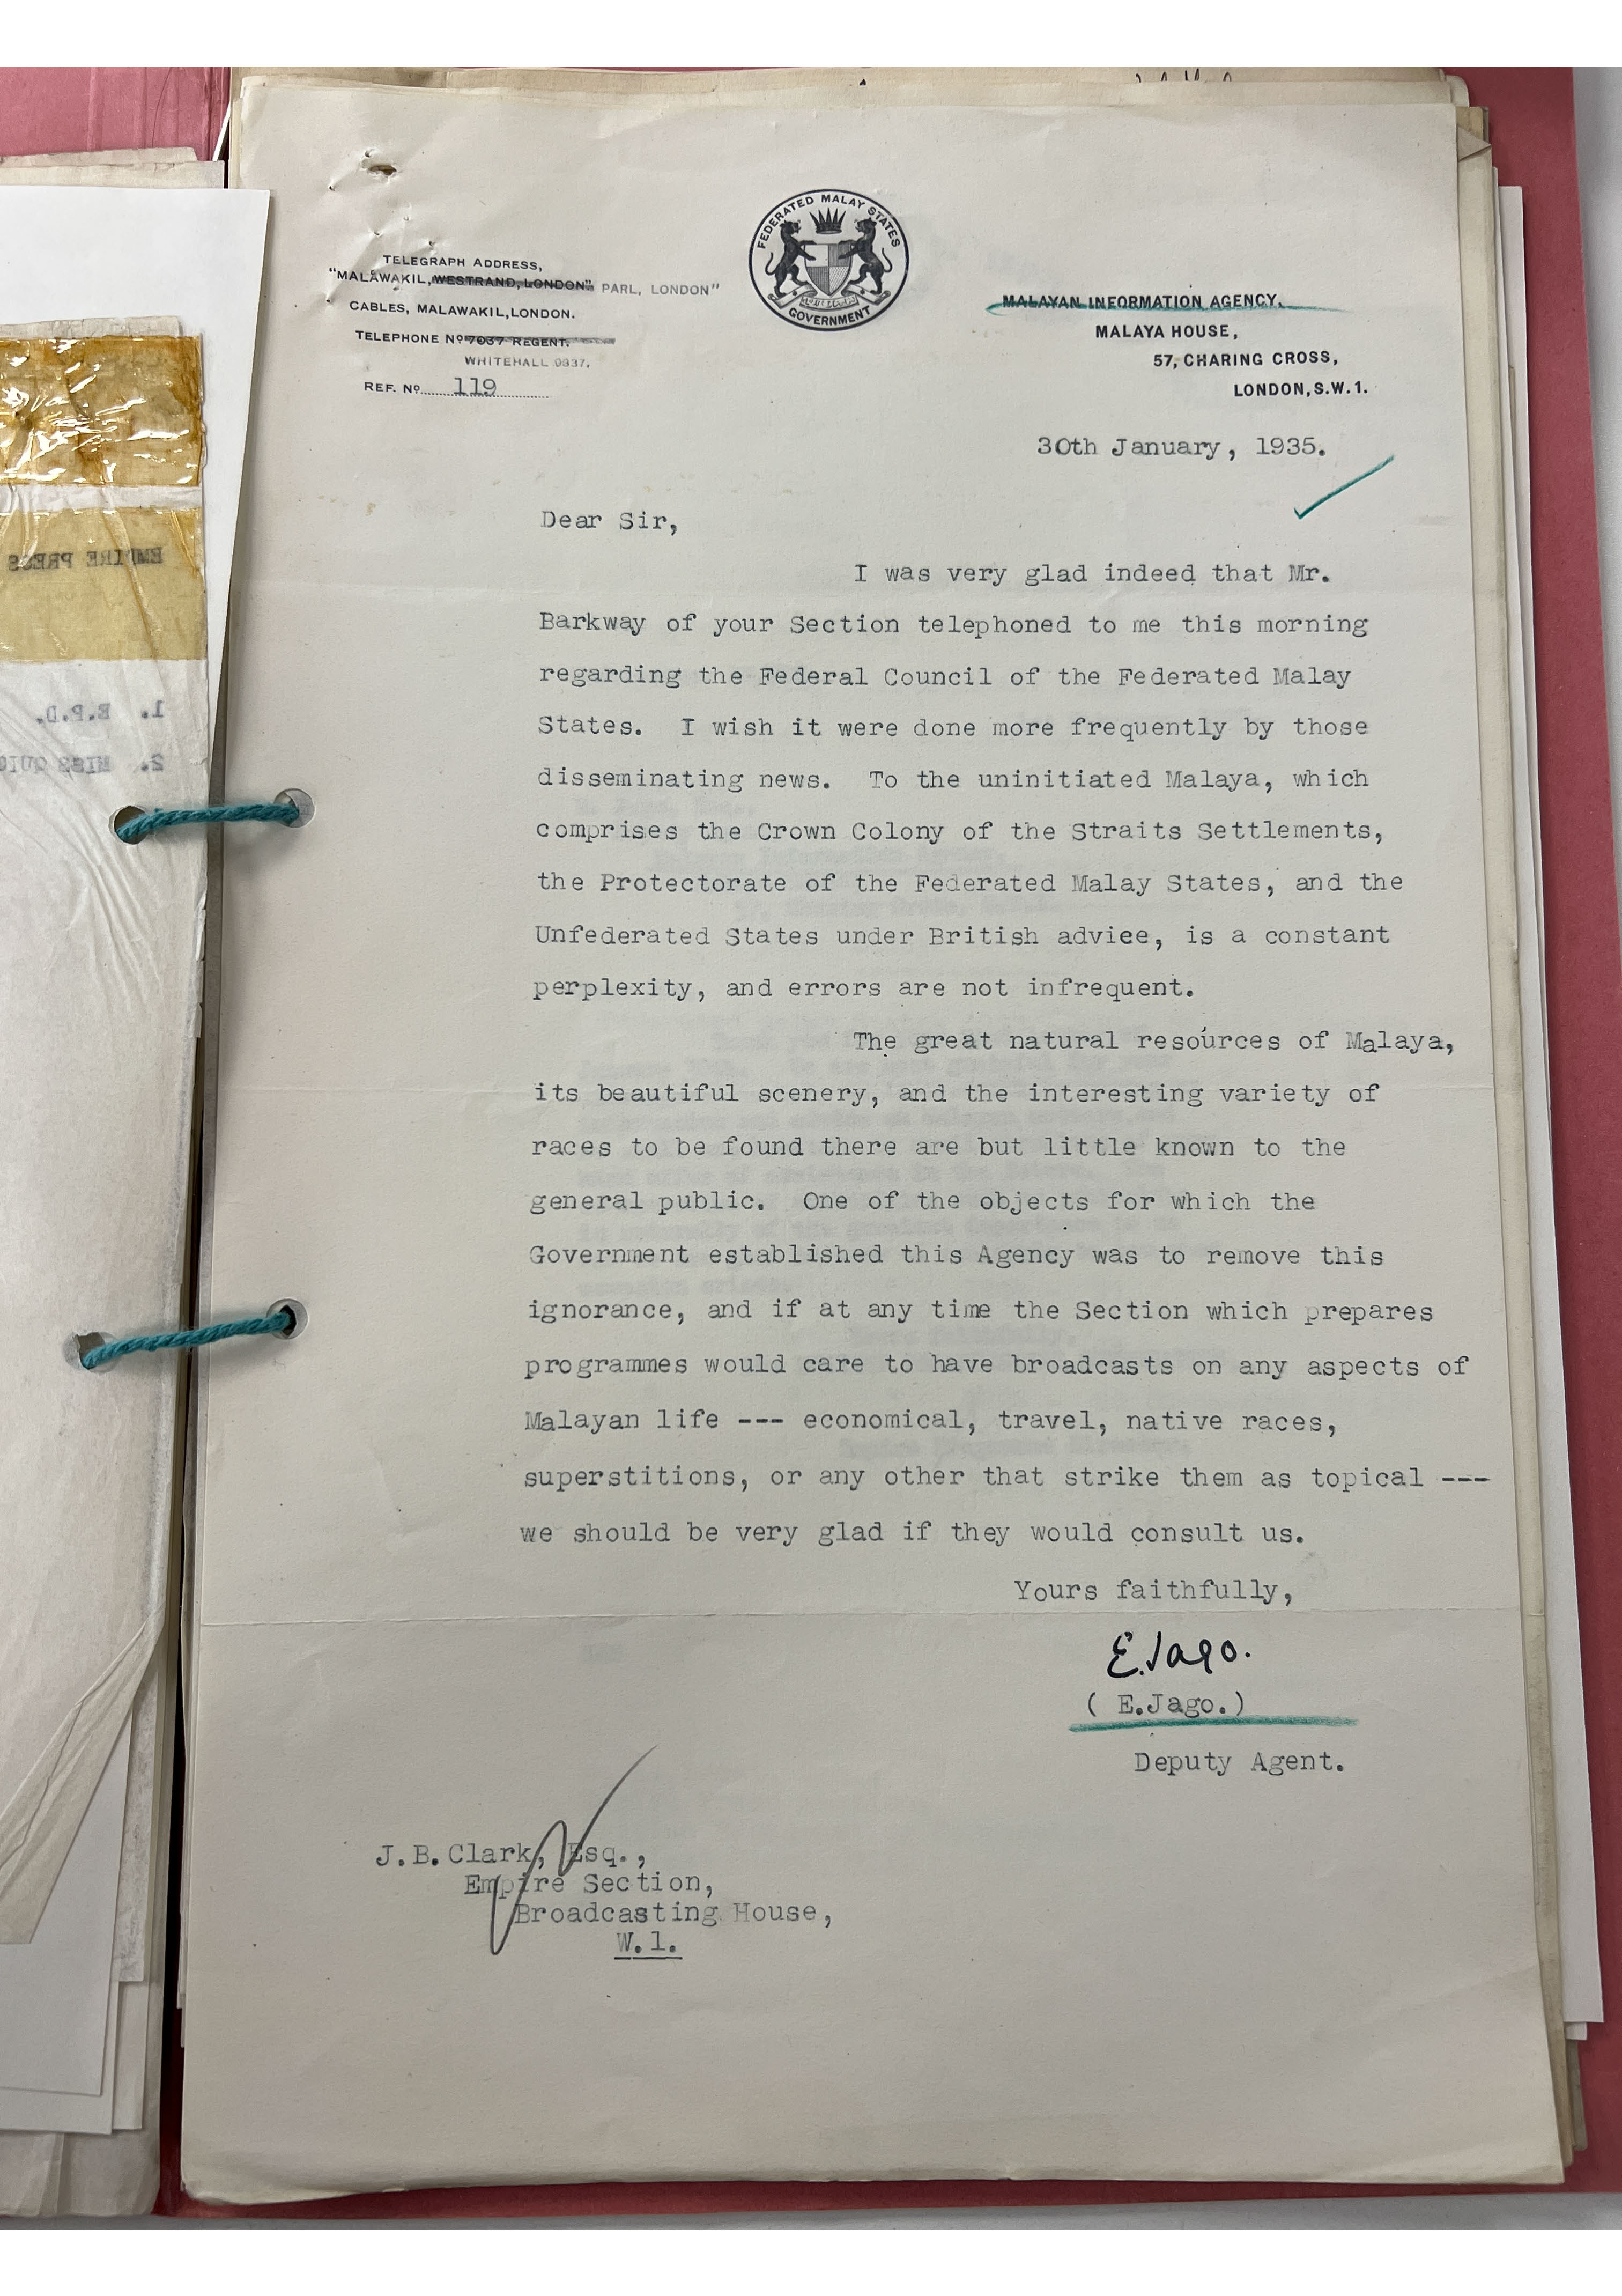 FEDERATED MALAY STATES
GOVERNMENT
TELEGRAPH ADDRESS,
"MALAWAKIL, WESTRAND, LONDON" PARL, LONDON"
CABLES, MALAWAKIL, LONDON.
TELEPHONE Nº 7037 REGENT.
WHITEHALL 0837.
REF. Nº 119
MALAYAN INFORMATION AGENCY,
MALAYA HOUSE,
57, CHARING CROSS,
LONDON, S.W.1.
30th January, 1935.
Dear Sir,
I was very glad indeed that Mr.
Barkway of your Section telephoned to me this morning
regarding the Federal Council of the Federated Malay
States. I wish it were done more frequently by those
disseminating news. To the uninitiated Malaya, which
comprises the Crown Colony of the Straits Settlements,
the Protectorate of the Federated Malay States, and the
Unfederated States under British adviee, is a constant
perplexity, and errors are not infrequent.
The great natural resources of Malaya,
its beautiful scenery, and the interesting variety of
races to be found there are but little known to the
general public. One of the objects for which the
Government established this Agency was to remove this
ignorance, and if at any time the Section which prepares
programmes would care to have broadcasts on any aspects of
Malayan life --- economical, travel, native races,
superstitions, or any other that strike them as topical ---
we should be very glad if they would consult us.
Yours faithfully,
E.Jago.
( E.Jago.)
Deputy Agent.
J.B.Clark, Esq.,
Empire Section,
Broadcasting House,
W.1.
EMPIRE PRESS
1. E.P.D.
2. MISS